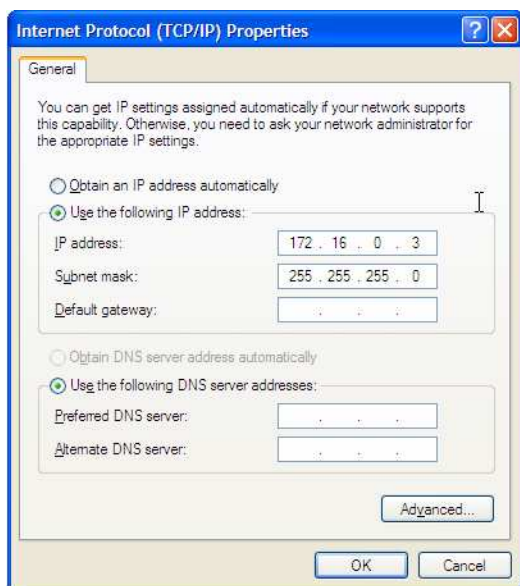 Internet Protocol (TCP/IP) Properties
General
You can get IP settings assigned automatically if your network supports
this capability. Otherwise, you need to ask your network administrator for
the appropriate IP settings.
Obtain an IP address automatically
Use the following IP address:
IP address: 172 . 16 . 0 . 3
Subnet mask: 255 . 255 . 255 . 0
Default gateway: . . .
Obtain DNS server address automatically
Use the following DNS server addresses:
Preferred DNS server: . . .
Alternate DNS server: . . .
Advanced...
OK Cancel